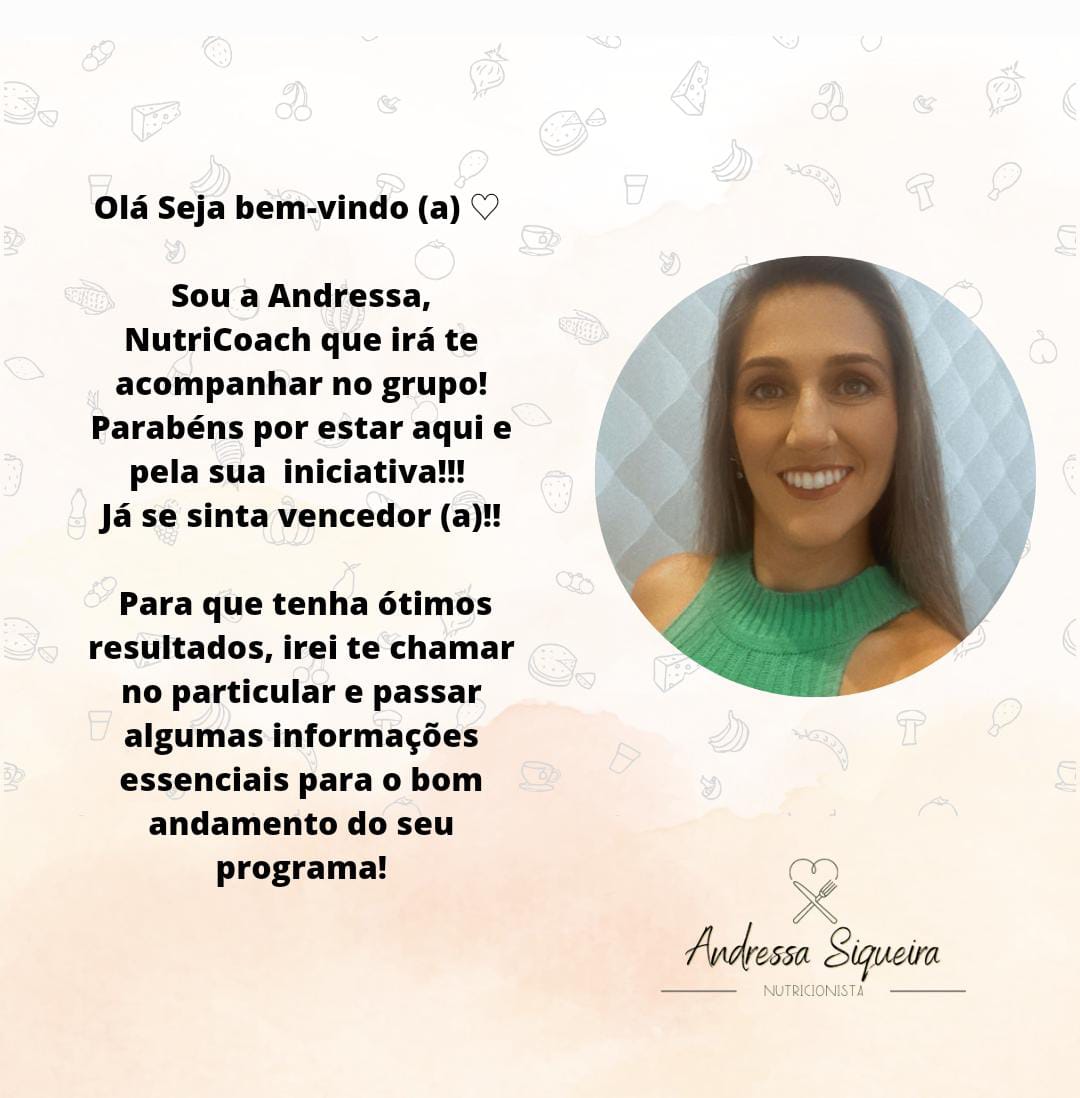 Olá Seja bem-vindo (a) ♡
Sou a Andressa,
NutriCoach que irá te
acompanhar no grupo!
Parabéns por estar aqui e
pela sua  iniciativa!!!
Já se sinta vencedor (a)!!
Para que tenha ótimos
resultados, irei te chamar
no particular e passar
algumas informações
essenciais para o bom
andamento do seu
programa!
Andressa Siqueira
NUTRICIONISTA